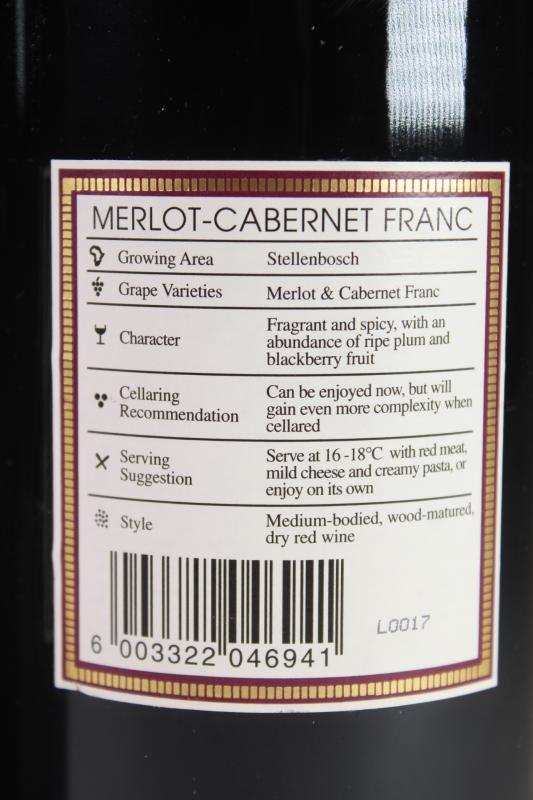 MERLOT-CABERNET FRANC
Growing Area Stellenbosch
Grape Varieties Merlot & Cabernet Franc
Character
Fragrant and spicy, with an
abundance of ripe plum and
blackberry fruit
Cellaring
Recommendation
Can be enjoyed now, but will
gain even more complexity when
cellared
Serving
Suggestion
Serve at 16 -18°C with red meat,
mild cheese and creamy pasta, or
enjoy on its own
Style
Medium-bodied, wood-matured,
dry red wine
L0017
6 003322 046941